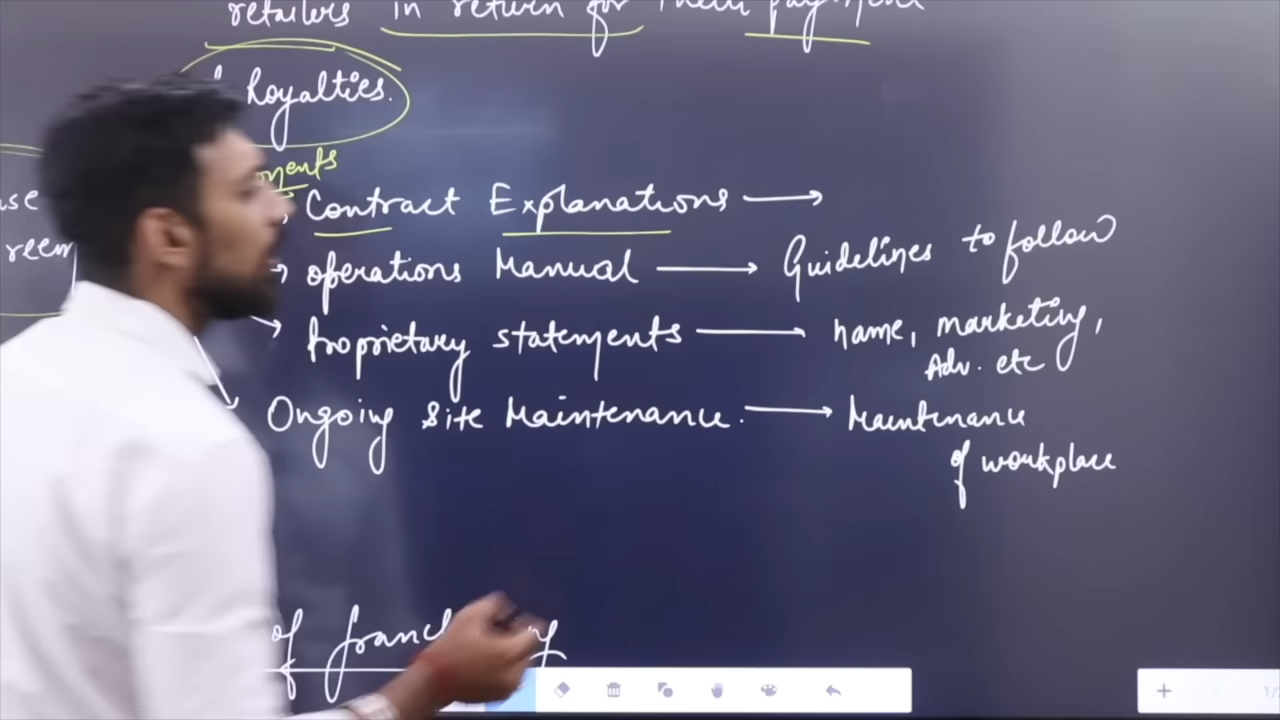 retailers in return for their payment
Royalties.
Contract Explanations →
operations Manual → Guidelines to follow
Proprietary statements → name, marketing,
Adv. etc
Ongoing Site Maintenance. → Maintenance
of workplace
of
1/